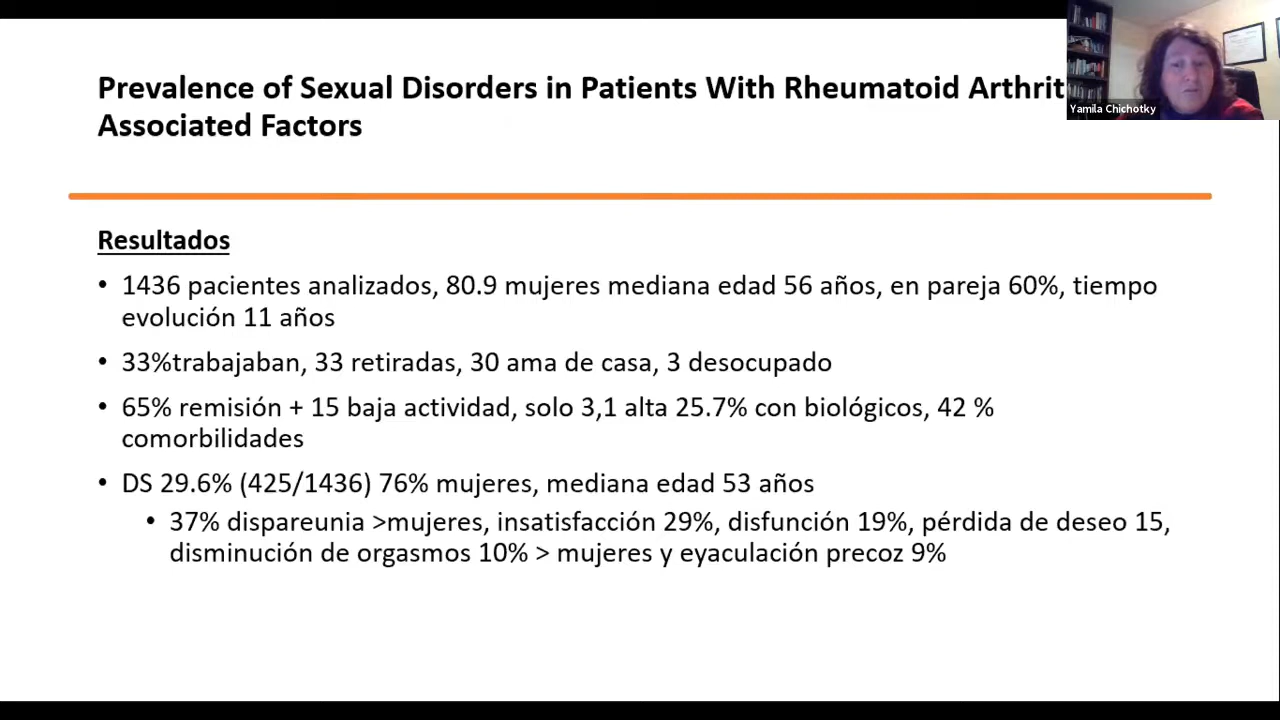 Prevalence of Sexual Disorders in Patients With Rheumatoid Arthrit
Associated Factors
Yamila Chichotky
Resultados
• 1436 pacientes analizados, 80.9 mujeres mediana edad 56 años, en pareja 60%, tiempo
evolución 11 años
• 33%trabajaban, 33 retiradas, 30 ama de casa, 3 desocupado
• 65% remisión + 15 baja actividad, solo 3,1 alta 25.7% con biológicos, 42 %
comorbilidades
• DS 29.6% (425/1436) 76% mujeres, mediana edad 53 años
• 37% dispareunia >mujeres, insatisfacción 29%, disfunción 19%, pérdida de deseo 15,
disminución de orgasmos 10% > mujeres y eyaculación precoz 9%